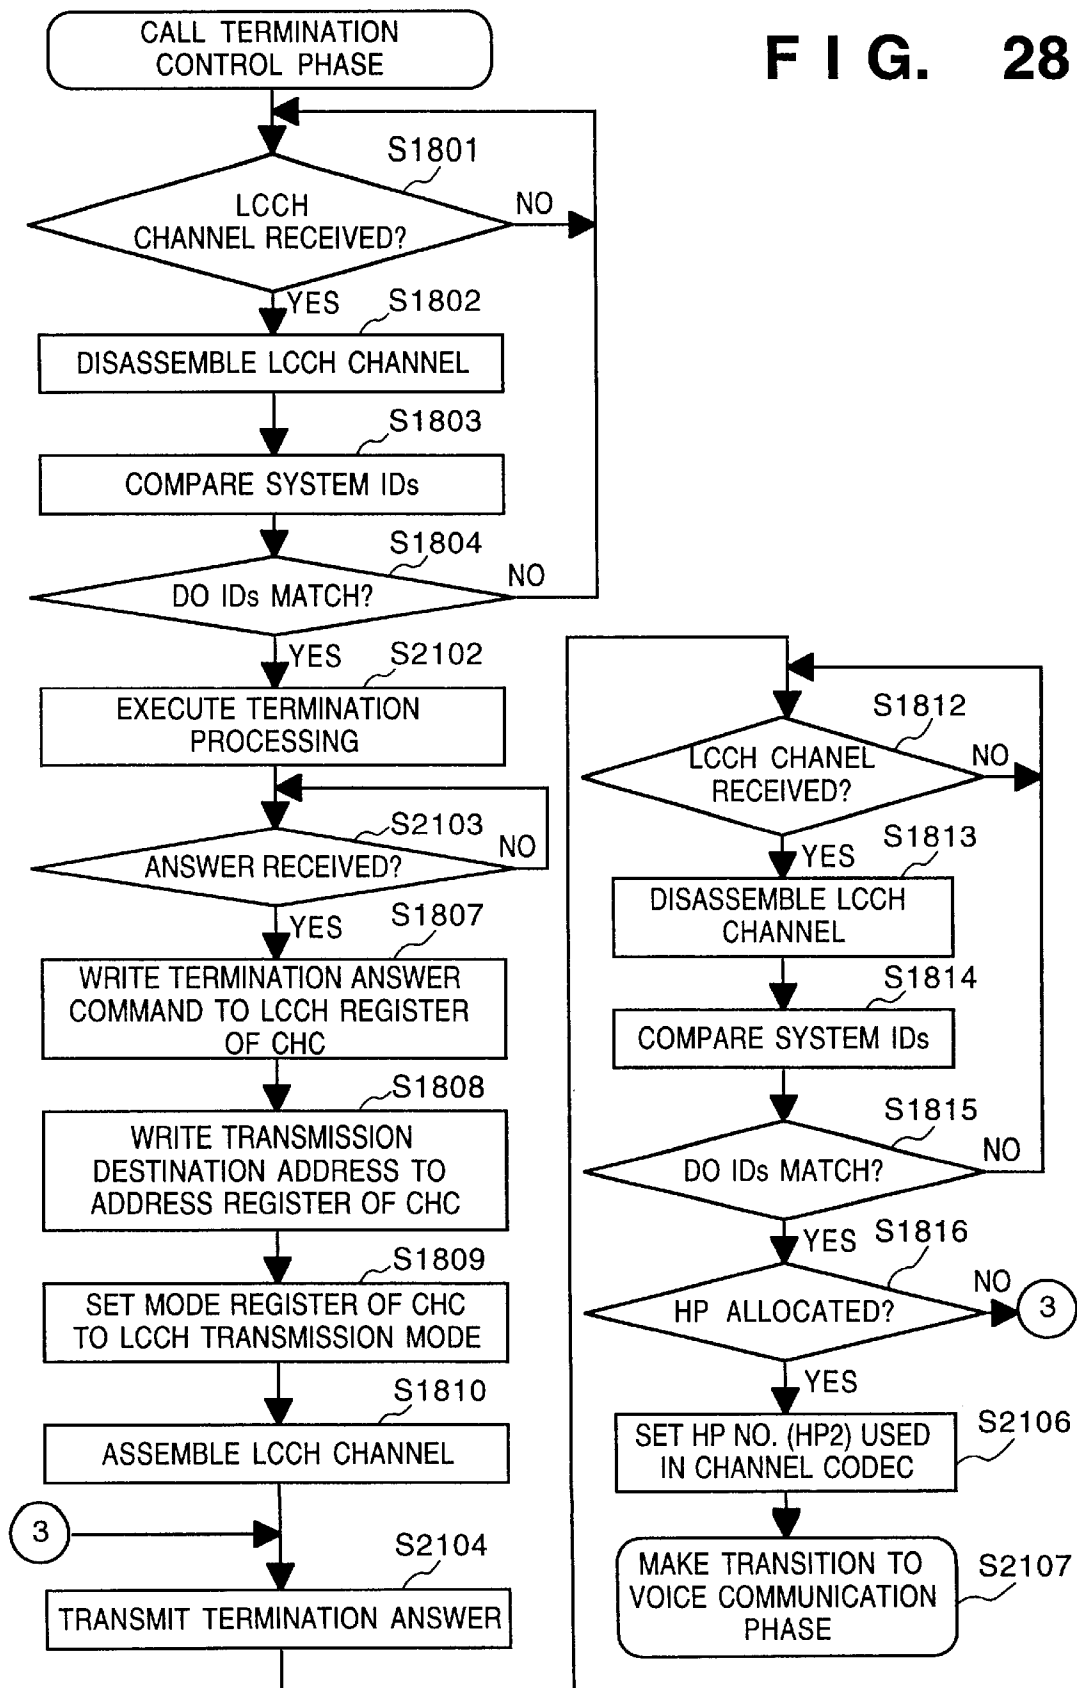 CALL TERMINATION
CONTROL PHASE
FIG. 28
S1801
LCCH
CHANNEL RECEIVED?
NO
YES
S1802
DISASSEMBLE LCCH CHANNEL
S1803
COMPARE SYSTEM IDs
S1804
DO IDs MATCH?
NO
YES
S2102
EXECUTE TERMINATION
PROCESSING
S2103
ANSWER RECEIVED?
NO
YES
S1807
WRITE TERMINATION ANSWER
COMMAND TO LCCH REGISTER
OF CHC
S1808
WRITE TRANSMISSION
DESTINATION ADDRESS TO
ADDRESS REGISTER OF CHC
S1809
SET MODE REGISTER OF CHC
TO LCCH TRANSMISSION MODE
S1810
ASSEMBLE LCCH CHANNEL
3
S2104
TRANSMIT TERMINATION ANSWER
S1812
LCCH CHANEL
RECEIVED?
NO
YES
S1813
DISASSEMBLE LCCH
CHANNEL
S1814
COMPARE SYSTEM IDs
S1815
DO IDs MATCH?
NO
YES
S1816
HP ALLOCATED?
NO
3
YES
S2106
SET HP NO. (HP2) USED
IN CHANNEL CODEC
S2107
MAKE TRANSITION TO
VOICE COMMUNICATION
PHASE